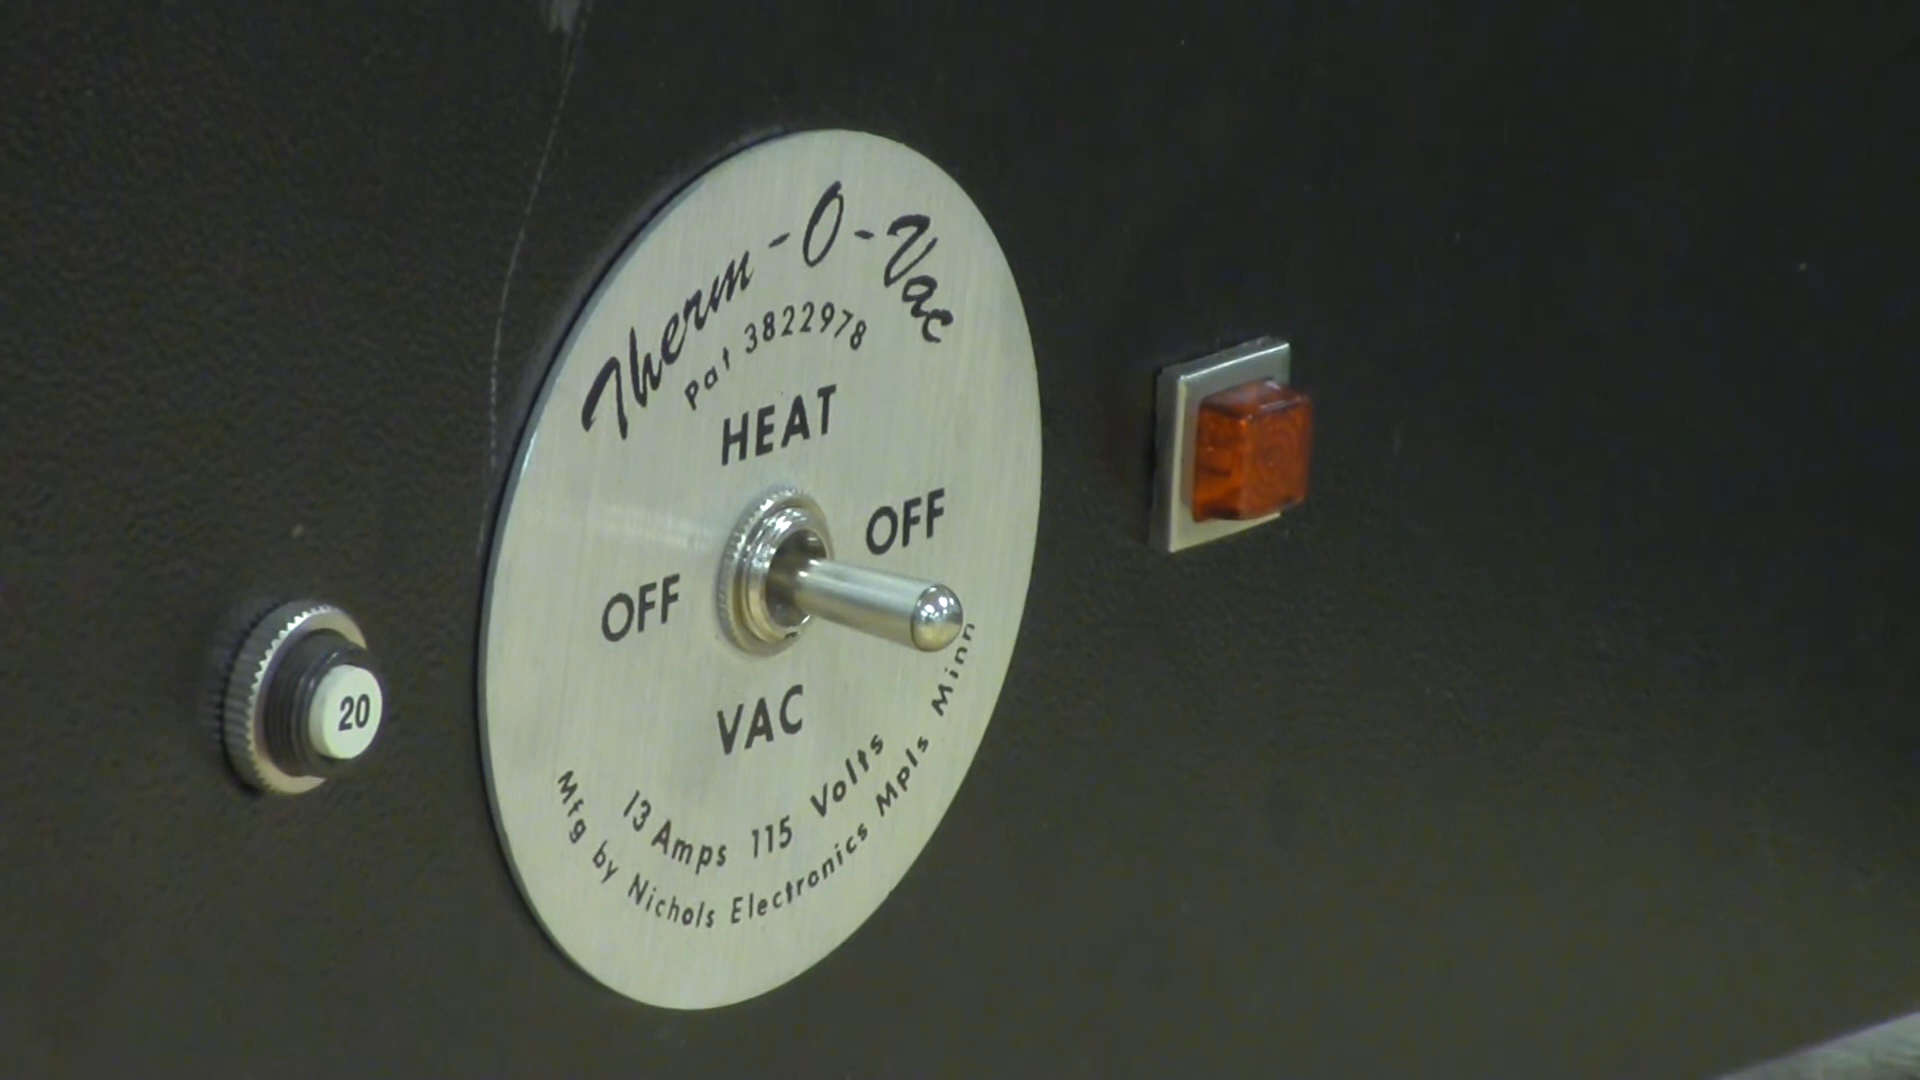 Therm-O-Vac
Pat 3822978
HEAT
OFF
OFF
VAC
13 Amps 115 Volts
Mfg by Nichols Electronics Mpls Minn
20